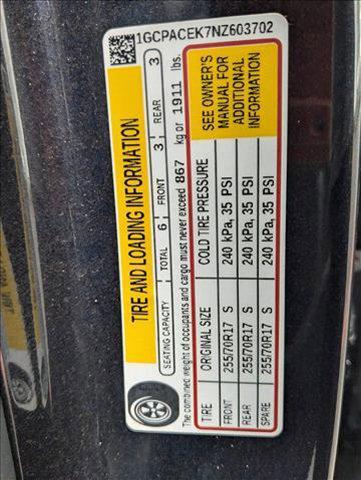 1GCPACEK7NZ603702
TIRE AND LOADING INFORMATION
SEATING CAPACITY TOTAL 6 FRONT 3 REAR 3
The combined weight of occupants and cargo must never exceed 867 kg or 1911 lbs.
TIRE ORIGINAL SIZE COLD TIRE PRESSURE
FRONT 255/70R17 S 240 kPa, 35 PSI
REAR 255/70R17 S 240 kPa, 35 PSI
SPARE 255/70R17 S 240 kPa, 35 PSI
SEE OWNER'S
MANUAL FOR
ADDITIONAL
INFORMATION